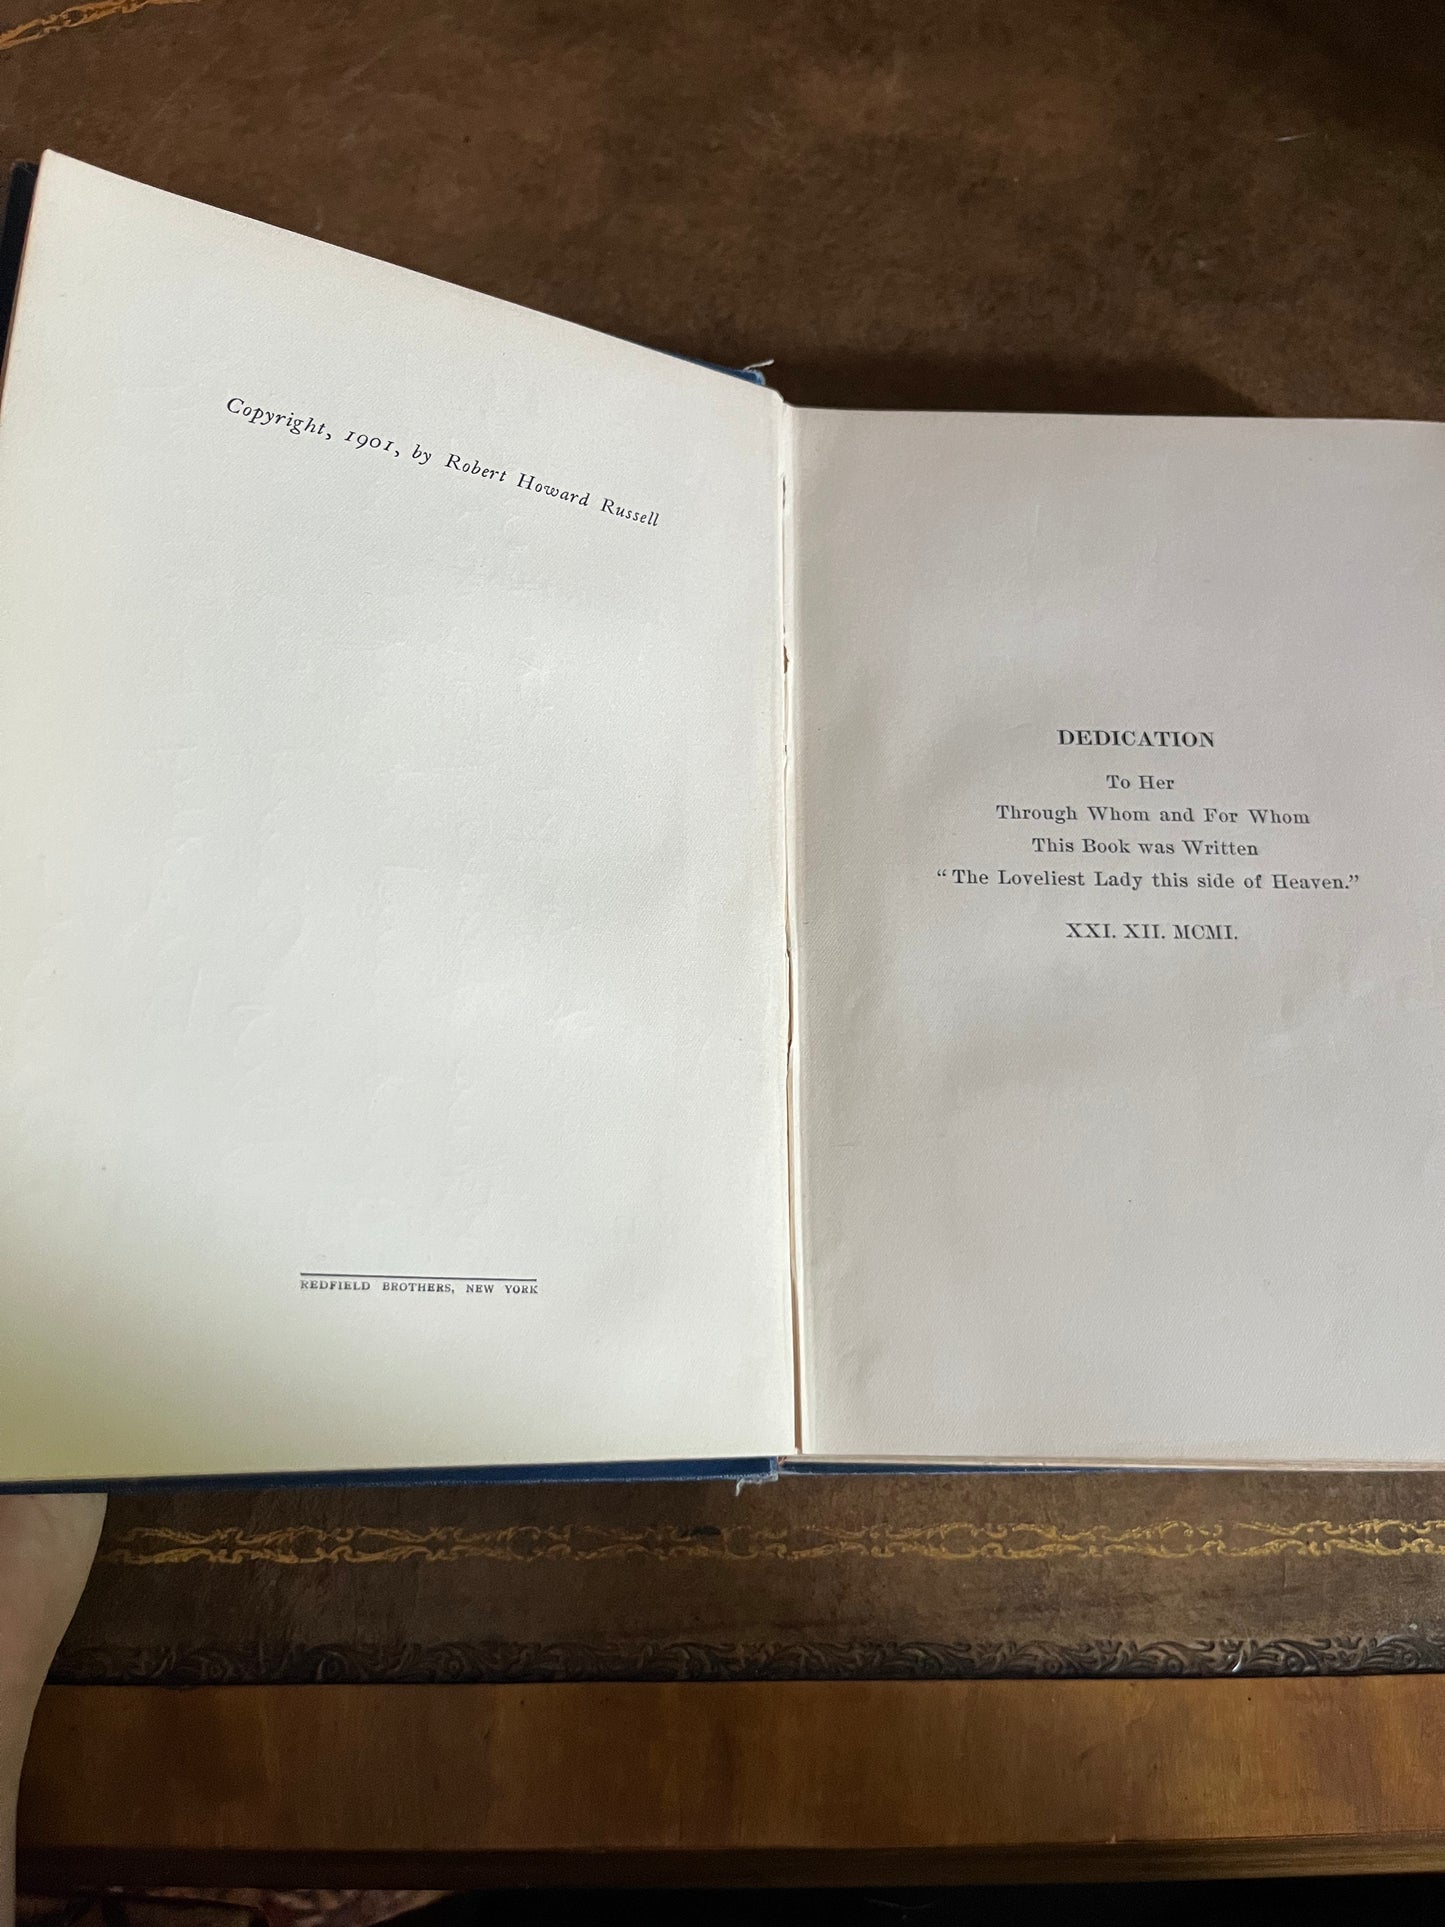 Copyright, 1901, by Robert Howard Russell
REDFIELD BROTHERS, NEW YORK
DEDICATION
To Her
Through Whom and For Whom
This Book was Written
“The Loveliest Lady this side of Heaven.”
XXI. XII. MCMI.